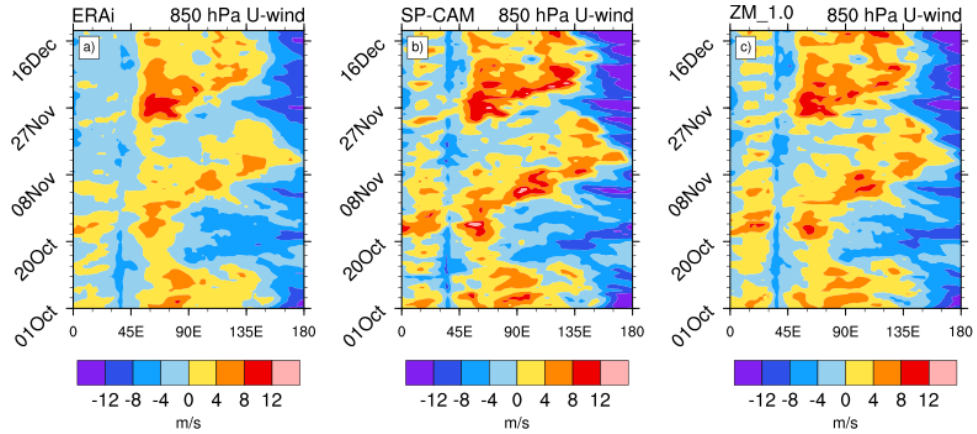 ERAi 850 hPa U-wind
a)
16Dec
27Nov
08Nov
20Oct
01Oct
0 45E 90E 135E 180
-12 -8 -4 0 4 8 12
m/s
SP-CAM 850 hPa U-wind
b)
16Dec
27Nov
08Nov
20Oct
01Oct
0 45E 90E 135E 180
-12 -8 -4 0 4 8 12
m/s
ZM_1.0 850 hPa U-wind
c)
16Dec
27Nov
08Nov
20Oct
01Oct
0 45E 90E 135E 180
-12 -8 -4 0 4 8 12
m/s